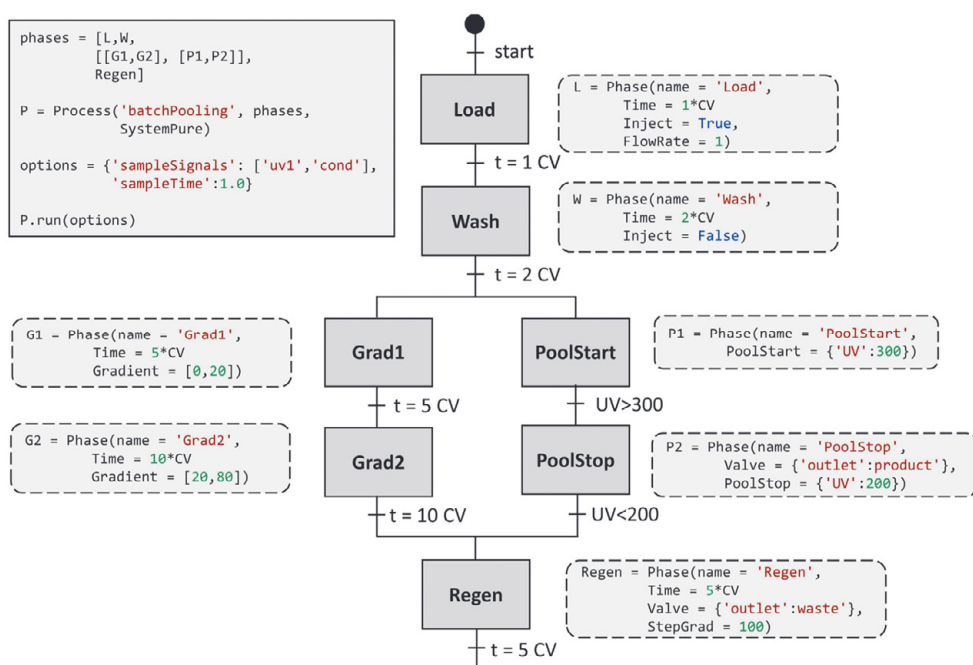 phases = [L,W,
[[G1,G2], [P1,P2]],
Regen]
P = Process('batchPooling', phases,
SystemPure)
options = {'sampleSignals': ['uv1','cond'],
'sampleTime':1.0}
P.run(options)
start
Load
L = Phase(name = 'Load',
Time = 1*CV
Inject = True,
FlowRate = 1)
t = 1 CV
Wash
W = Phase(name = 'Wash',
Time = 2*CV
Inject = False)
t = 2 CV
G1 = Phase(name = 'Grad1',
Time = 5*CV
Gradient = [0,20])
Grad1
PoolStart
P1 = Phase(name = 'PoolStart',
PoolStart = {'UV':300})
t = 5 CV
UV>300
G2 = Phase(name = 'Grad2',
Time = 10*CV
Gradient = [20,80])
Grad2
PoolStop
P2 = Phase(name = 'PoolStop',
Valve = {'outlet':product},
PoolStop = {'UV':200})
t = 10 CV
UV<200
Regen
Regen = Phase(name = 'Regen',
Time = 5*CV
Valve = {'outlet':waste},
StepGrad = 100)
t = 5 CV